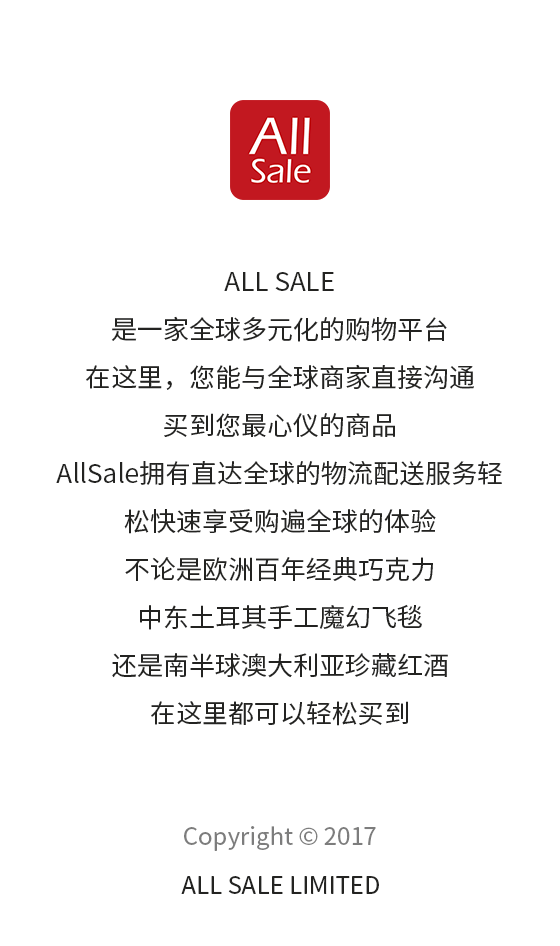 All
Sale
ALL SALE
是一家全球多元化的购物平台
在这里，您能与全球商家直接沟通
买到您最心仪的商品
AllSale拥有直达全球的物流配送服务轻
松快速享受购遍全球的体验
不论是欧洲百年经典巧克力
中东土耳其手工魔幻飞毯
还是南半球澳大利亚珍藏红酒
在这里都可以轻松买到
Copyright © 2017
ALL SALE LIMITED